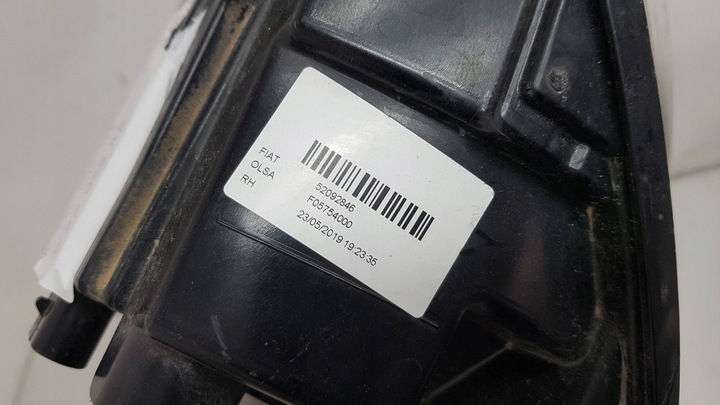 FIAT
OLSA
RH
52092846
F05754000
23/05/2019 19:23:35